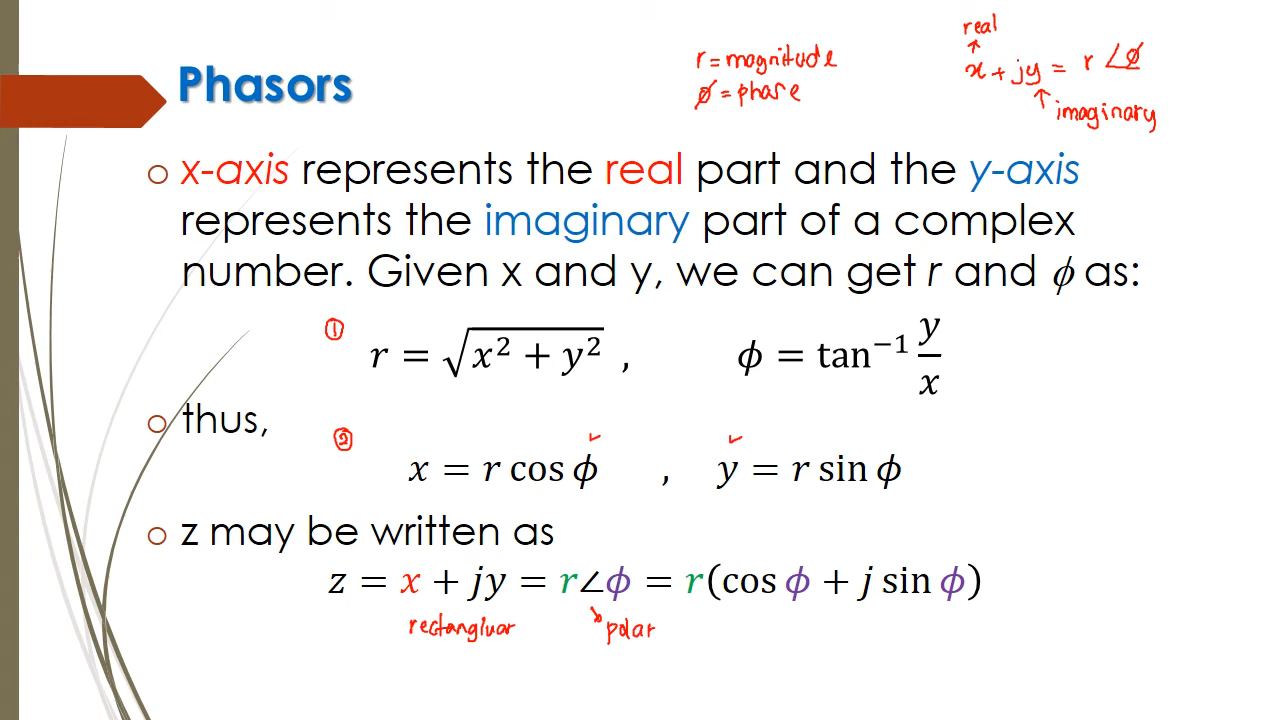 real
r = magnitude
x + jy = r ∠ϕ
ϕ = phase
imaginary
Phasors
x-axis represents the real part and the y-axis
represents the imaginary part of a complex
number. Given x and y, we can get r and ϕ as:
①
r = √(x² + y²) , ϕ = tan⁻¹ y/x
thus,
②
x = r cos ϕ , y = r sin ϕ
z may be written as
z = x + jy = r∠ϕ = r(cos ϕ + j sin ϕ)
rectangluar
polar